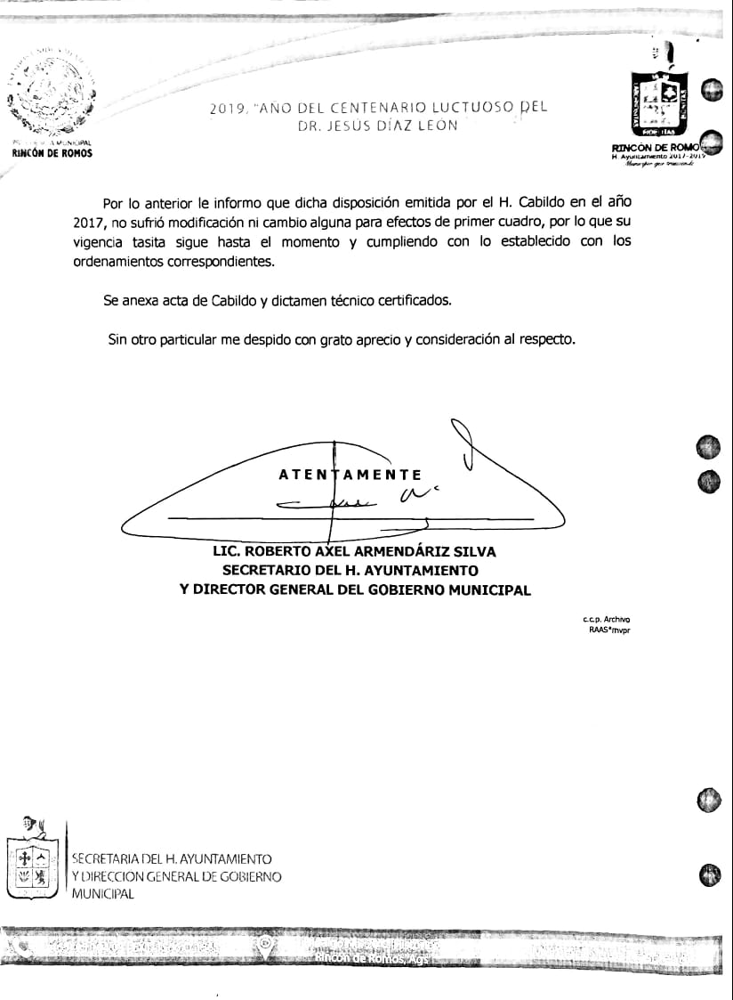 2019, "AÑO DEL CENTENARIO LUCTUOSO DEL
DR. JESÚS DÍAZ LEÓN
MUNICIPAL
RINCÓN DE ROMOS
FIDELITAS
RINCÓN DE ROMO
H. Ayuntamiento 2017-2019
Por lo anterior le informo que dicha disposición emitida por el H. Cabildo en el año
2017, no sufrió modificación ni cambio alguna para efectos de primer cuadro, por lo que su
vigencia tasita sigue hasta el momento y cumpliendo con lo establecido con los
ordenamientos correspondientes.
Se anexa acta de Cabildo y dictamen técnico certificados.
Sin otro particular me despido con grato aprecio y consideración al respecto.
ATENTAMENTE
LIC. ROBERTO AXEL ARMENDÁRIZ SILVA
SECRETARIO DEL H. AYUNTAMIENTO
Y DIRECTOR GENERAL DEL GOBIERNO MUNICIPAL
c.c.p. Archivo
RAAS*mvpr
SECRETARIA DEL H. AYUNTAMIENTO
Y DIRECCION GENERAL DE GOBIERNO
MUNICIPAL
Rincón de Romos, Ags